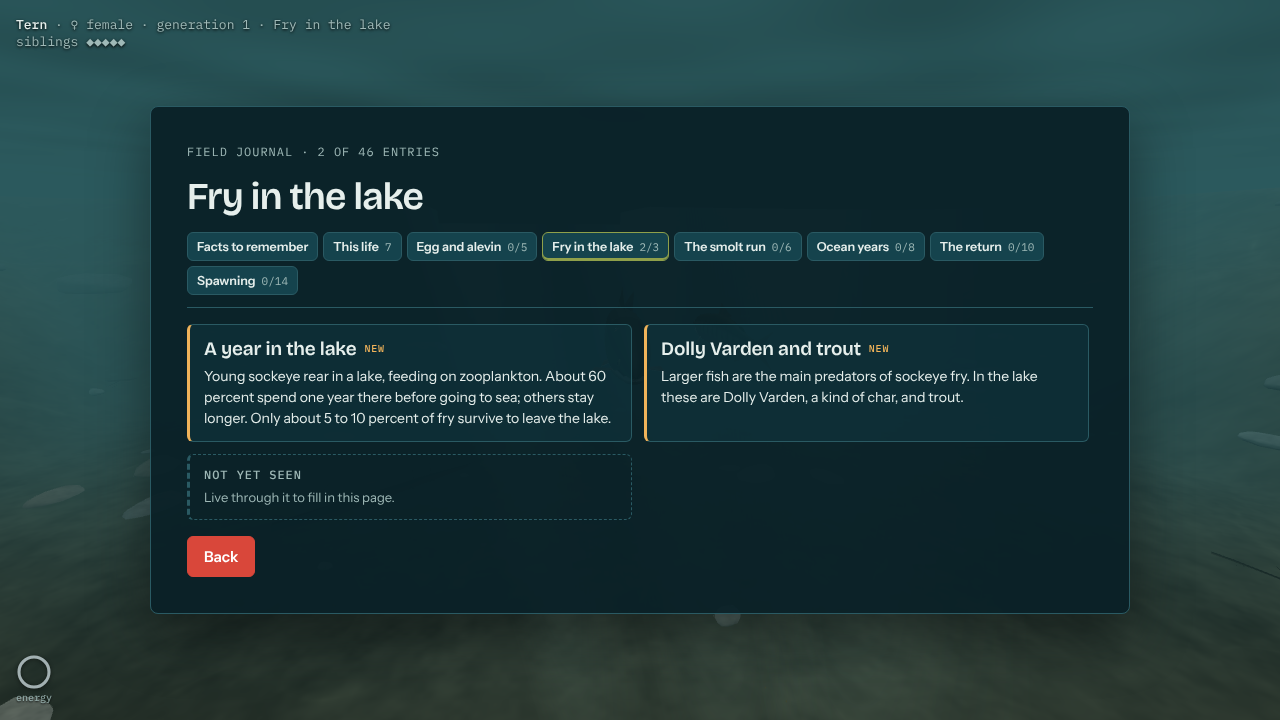 Tern · ♀ female · generation 1 · Fry in the lake
siblings ◆◆◆◆◆
FIELD JOURNAL · 2 OF 46 ENTRIES
Fry in the lake
Facts to remember
This life 7
Egg and alevin 0/5
Fry in the lake 2/3
The smolt run 0/6
Ocean years 0/8
The return 0/10
Spawning 0/14
A year in the lake NEW
Young sockeye rear in a lake, feeding on zooplankton. About 60
percent spend one year there before going to sea; others stay
longer. Only about 5 to 10 percent of fry survive to leave the lake.
Dolly Varden and trout NEW
Larger fish are the main predators of sockeye fry. In the lake
these are Dolly Varden, a kind of char, and trout.
NOT YET SEEN
Live through it to fill in this page.
Back
energy